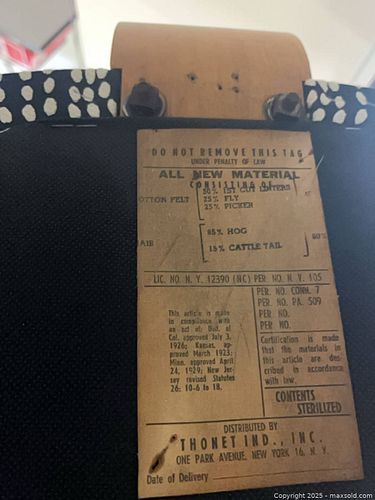 DO NOT REMOVE THIS TAG
UNDER PENALTY OF LAW
ALL NEW MATERIAL
CONSISTING OF
COTTON FELT 50% 1ST CUT LINTERS
25% FLY
25% PICKER
HAIR 85% HOG
15% CATTLE TAIL
LIC. NO. N. Y. 12390 (NC) PER. NO. N. Y. 105
This article is made
in compliance with
an act of: Dist. of
Col. approved July 3,
1926; Kansas, ap-
proved March 1923;
Minn. approved April
24, 1929; New Jer-
sey revised Statutes
26: 10-6 to 18.
PER. NO. CONN. 7
PER. NO. PA. 509
PER. NO.
PER. NO.
Certification is made
that the materials in
this article are des-
cribed in accordance
with law.
CONTENTS
STERILIZED
DISTRIBUTED BY
THONET IND., INC.
ONE PARK AVENUE, NEW YORK 16, N. Y.
Date of Delivery
Copyright 2025 - maxsold.com